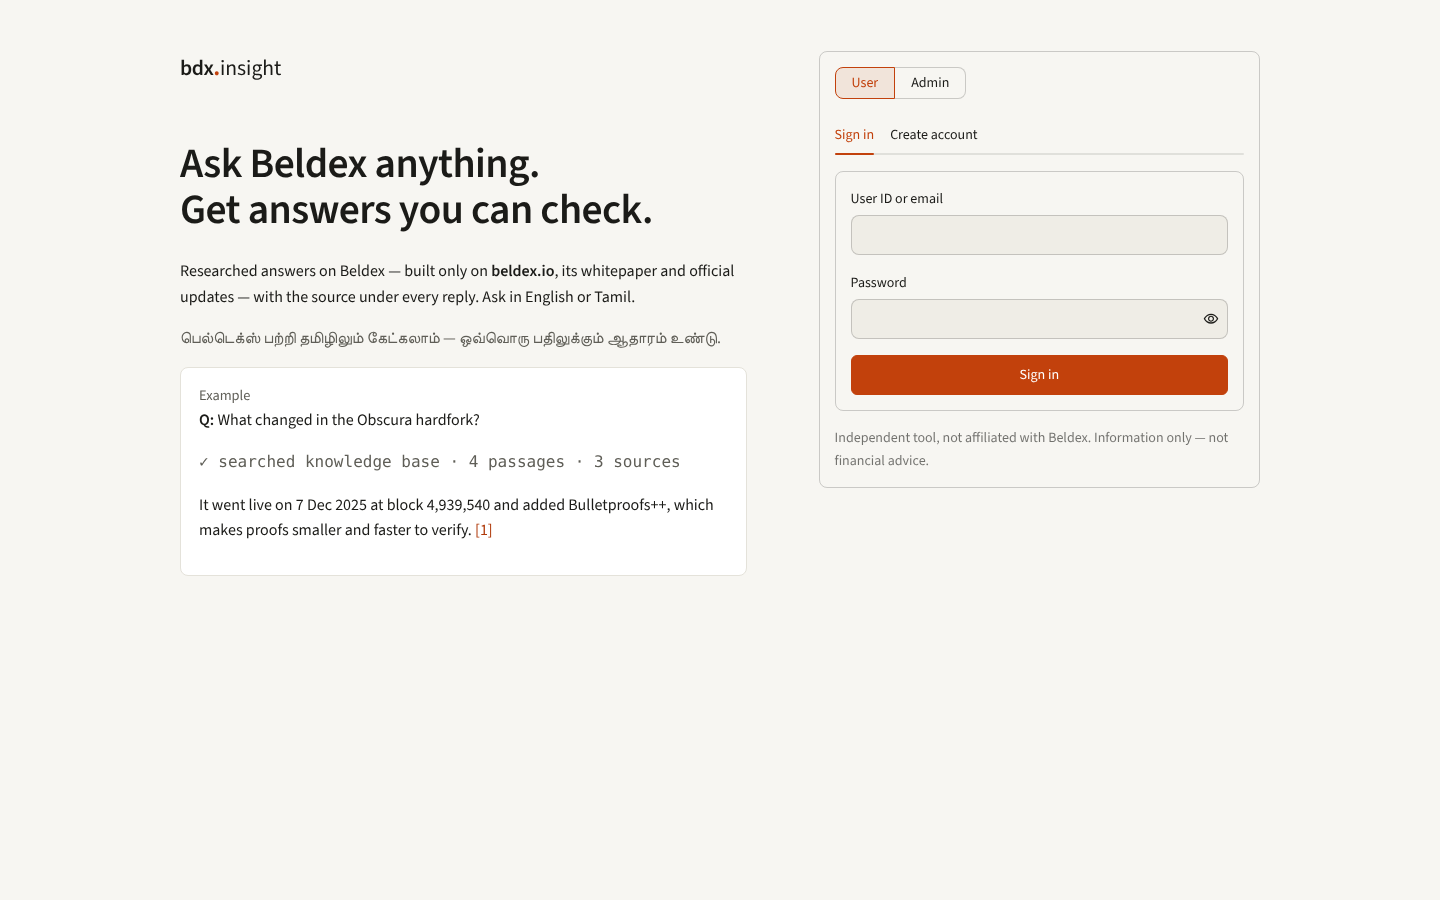 bdx.insight
Ask Beldex anything.
Get answers you can check.
Researched answers on Beldex — built only on beldex.io, its whitepaper and official
updates — with the source under every reply. Ask in English or Tamil.
பெல்டெக்ஸ் பற்றி தமிழிலும் கேட்கலாம் — ஒவ்வொரு பதிலுக்கும் ஆதாரம் உண்டு.
Example
Q: What changed in the Obscura hardfork?
✓ searched knowledge base · 4 passages · 3 sources
It went live on 7 Dec 2025 at block 4,939,540 and added Bulletproofs++, which
makes proofs smaller and faster to verify. [1]
User Admin
Sign in Create account
User ID or email
Password
Sign in
Independent tool, not affiliated with Beldex. Information only — not
financial advice.